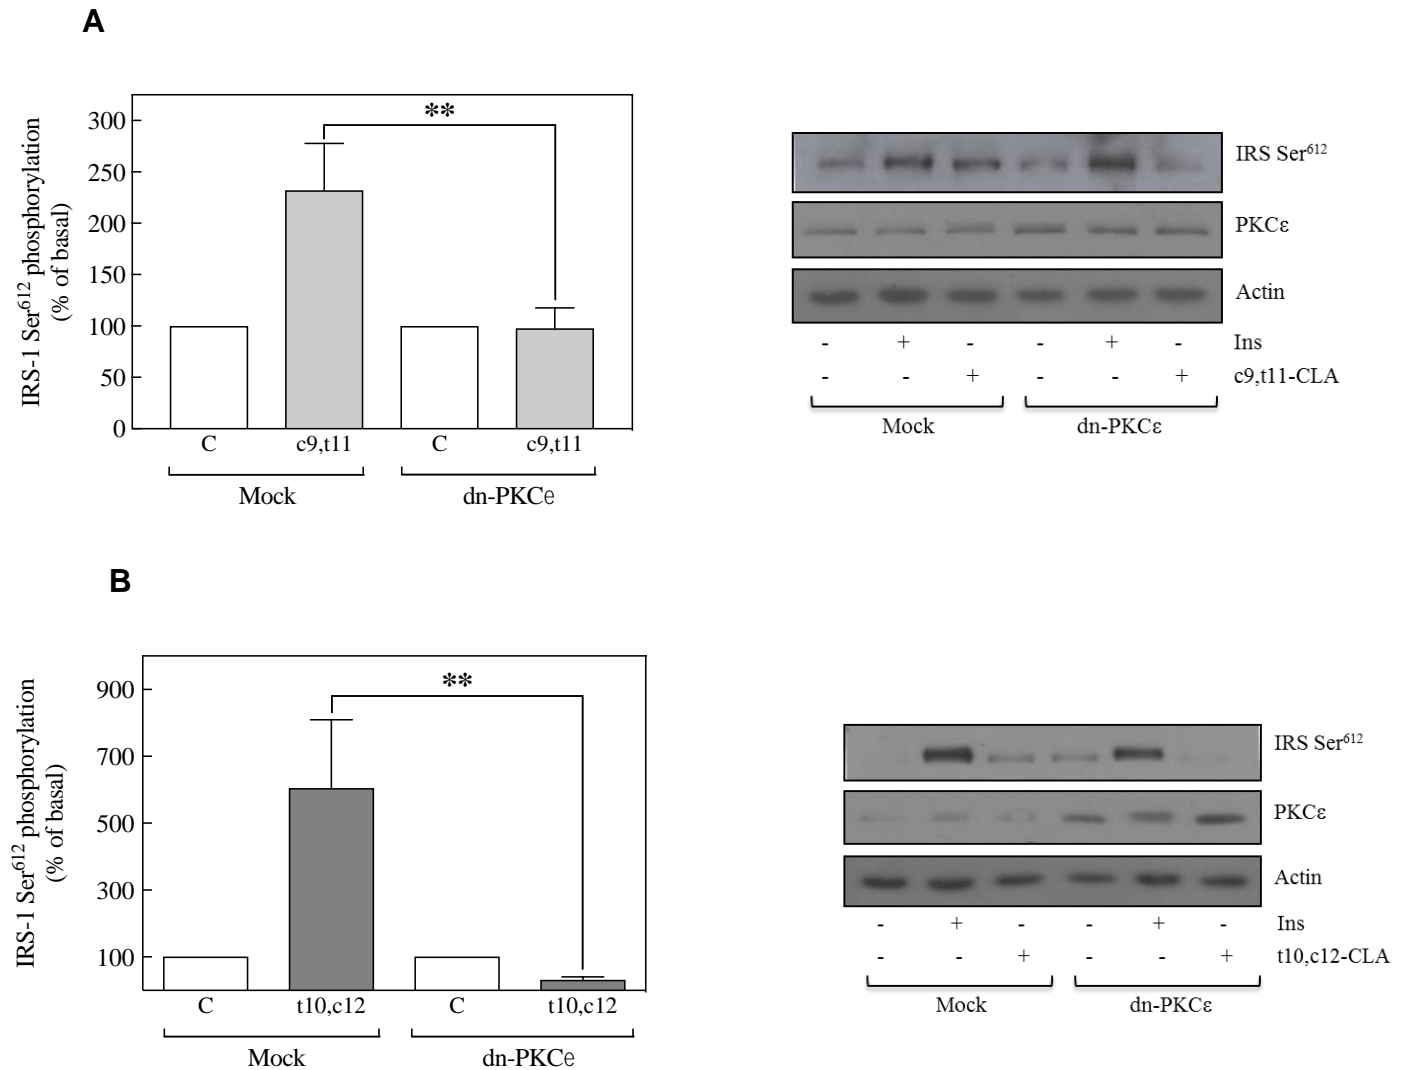 A
IRS-1 Ser612 phosphorylation
(% of basal)
300
250
200
150
100
50
0
**
C c9,t11 C c9,t11
Mock dn-PKCe
IRS Ser612
PKCε
Actin
- + - - + - Ins
- - + - - + c9,t11-CLA
Mock dn-PKCε
B
IRS-1 Ser612 phosphorylation
(% of basal)
900
700
500
300
100
**
C t10,c12 C t10,c12
Mock dn-PKCe
IRS Ser612
PKCε
Actin
- + - - + - Ins
- - + - - + t10,c12-CLA
Mock dn-PKCε